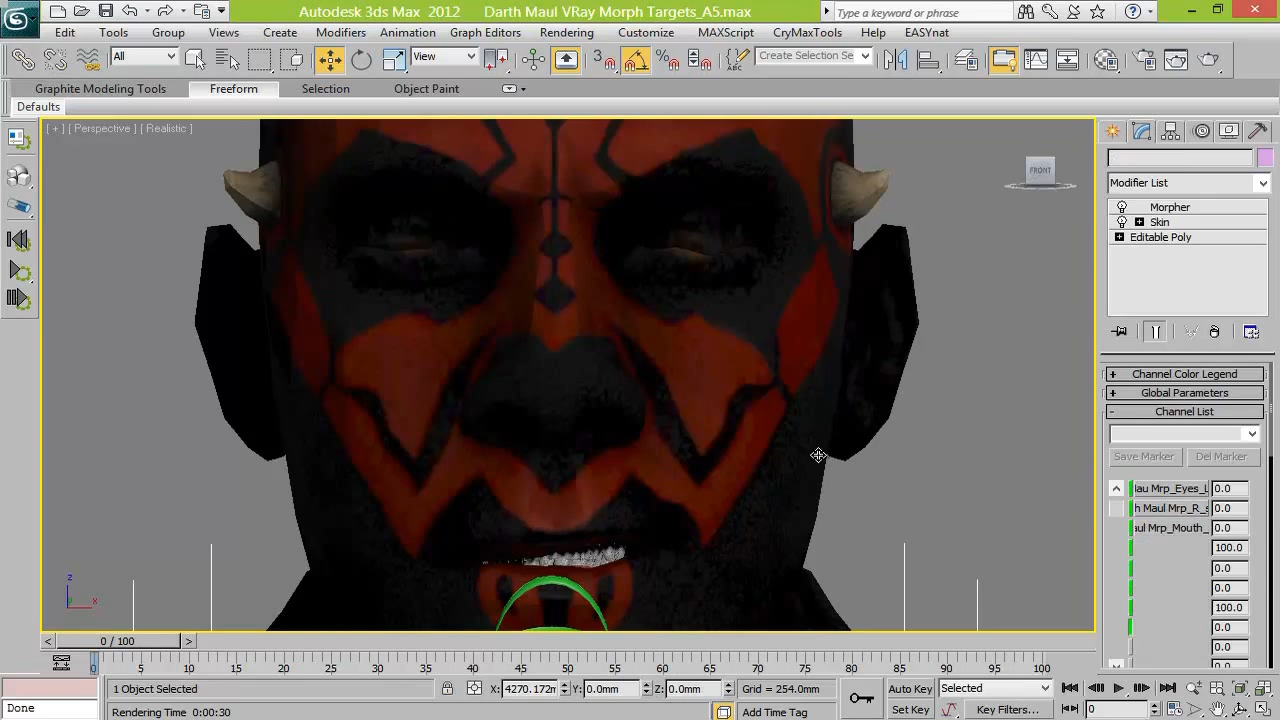 Autodesk 3ds Max 2012 Darth Maul VRay Morph Targets_A5.max
Type a keyword or phrase
Edit Tools Group Views Create Modifiers Animation Graph Editors Rendering Customize MAXScript CryMaxTools Help EASYnat
All View 3 Create Selection Se
Graphite Modeling Tools Freeform Selection Object Paint
Defaults
[ + ] [ Perspective ] [ Realistic ]
FRONT
Modifier List
Morpher
Skin
Editable Poly
Channel Color Legend
Global Parameters
Channel List
Save Marker Del Marker
lau Mrp_Eyes_L 0.0
h Maul Mrp_R_s 0.0
aul Mrp_Mouth_ 0.0
100.0
0.0
0.0
100.0
0.0
0.0
z
x
< 0 / 100 >
0 5 10 15 20 25 30 35 40 45 50 55 60 65 70 75 80 85 90 95 100
1 Object Selected X: 4270.172m Y: 0.0mm Z: 0.0mm Grid = 254.0mm Auto Key Selected
Done Rendering Time 0:00:30 Add Time Tag Set Key Key Filters... 0